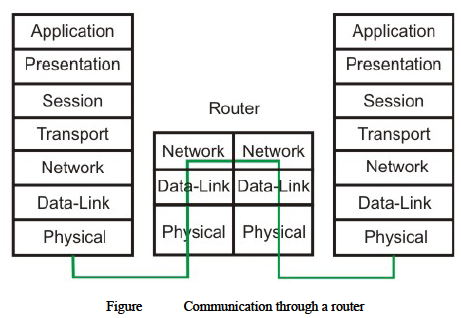 Application
Presentation
Session
Transport
Network
Data-Link
Physical
Router
Network Network
Data-Link Data-Link
Physical Physical
Application
Presentation
Session
Transport
Network
Data-Link
Physical
Figure Communication through a router